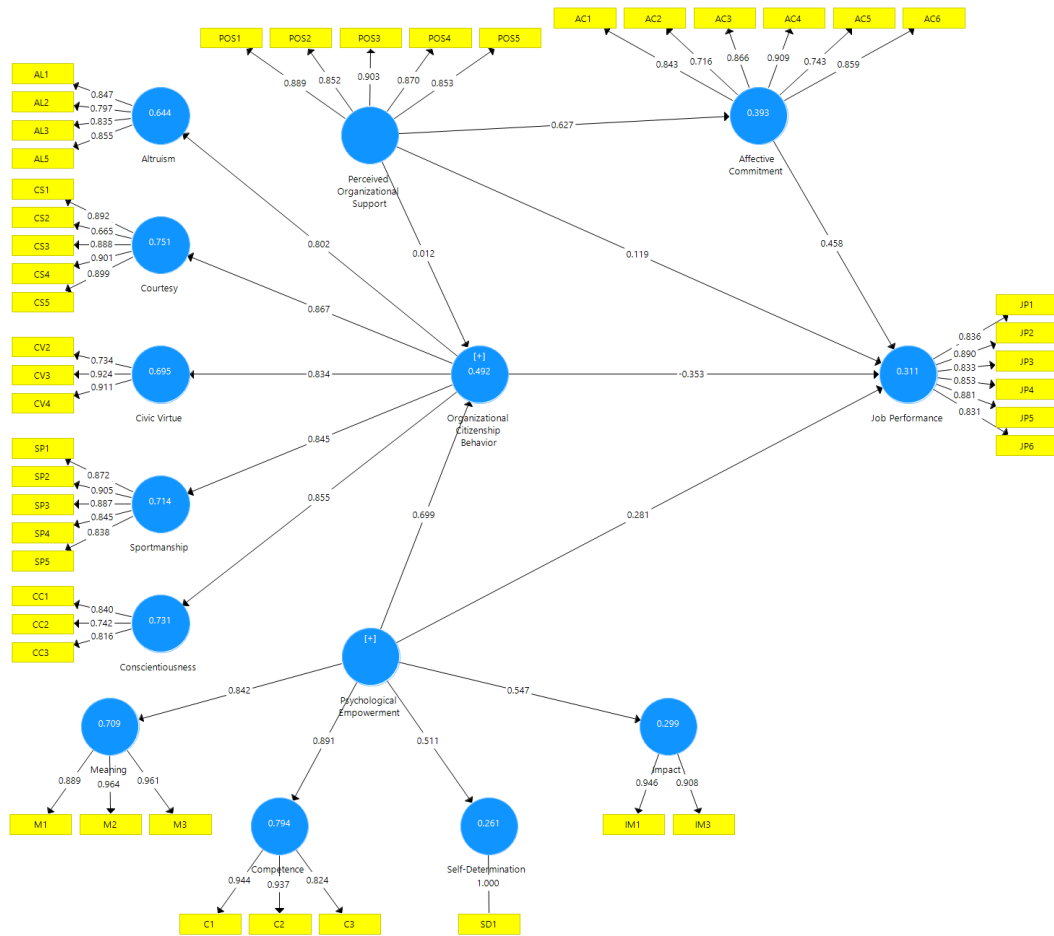 AC1 AC2 AC3 AC4 AC5 AC6
POS1 POS2 POS3 POS4 POS5
0.843 0.716 0.866 0.909 0.743 0.859
0.889 0.852 0.903 0.870 0.853
AL1
AL2
AL3
AL5
0.847
0.797
0.835
0.855
0.644
Altruism
0.393
Affective
Commitment
0.627
Perceived
Organizational
Support
CS1
CS2
CS3
CS4
CS5
0.892
0.665
0.888
0.901
0.899
0.751
Courtesy
0.802
0.012
0.119
0.458
0.867
CV2
CV3
CV4
0.734
0.924
0.911
0.695
Civic Virtue
0.834
[+]
0.492
Organizational
Citizenship
Behavior
-0.353
0.311
Job Performance
0.836
0.890
0.833
0.853
0.881
0.831
JP1
JP2
JP3
JP4
JP5
JP6
SP1
SP2
SP3
SP4
SP5
0.872
0.905
0.887
0.845
0.838
0.714
Sportmanship
0.845
0.855
0.699
0.281
CC1
CC2
CC3
0.840
0.742
0.816
0.731
Conscientiousness
[+]
Psychological
Empowerment
0.842
0.891
0.511
0.547
0.709
Meaning
0.889 0.964 0.961
M1 M2 M3
0.794
Competence
0.944 0.937 0.824
C1 C2 C3
0.261
Self-Determination
1.000
SD1
0.299
Impact
0.946 0.908
IM1 IM3